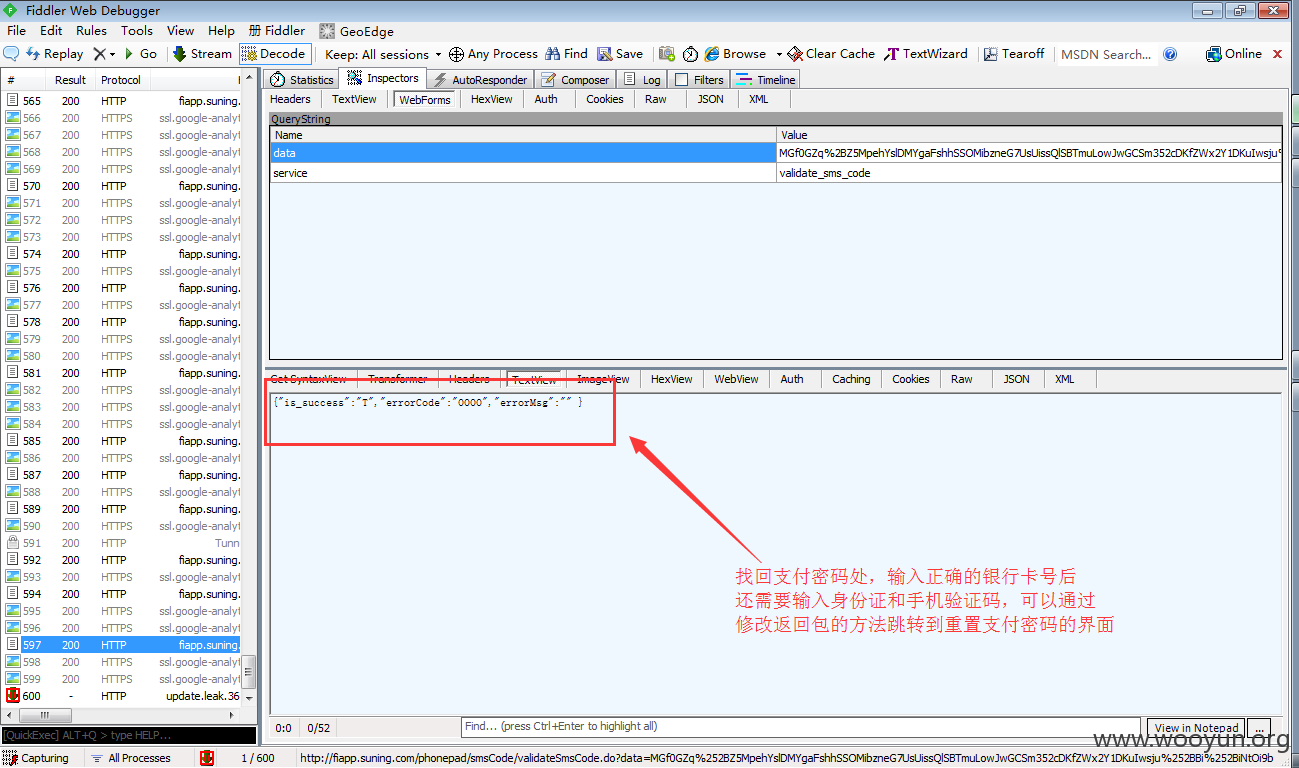 Fiddler Web Debugger
File Edit Rules Tools View Help Fiddler GeoEdge
Replay Go Stream Decode Keep: All sessions Any Process Find Save Browse Clear Cache TextWizard Tearoff MSDN Search... Online
# Result Protocol
565 200 HTTP fiapp.suning.
566 200 HTTPS ssl.google-analyt
567 200 HTTPS ssl.google-analyt
568 200 HTTPS ssl.google-analyt
569 200 HTTPS ssl.google-analyt
570 200 HTTP fiapp.suning.
571 200 HTTPS ssl.google-analyt
572 200 HTTPS ssl.google-analyt
573 200 HTTPS ssl.google-analyt
574 200 HTTP fiapp.suning.
575 200 HTTPS ssl.google-analyt
576 200 HTTP fiapp.suning.
577 200 HTTPS ssl.google-analyt
578 200 HTTP fiapp.suning.
579 200 HTTPS ssl.google-analyt
580 200 HTTPS ssl.google-analyt
581 200 HTTP fiapp.suning.
582 200 HTTPS ssl.google-analyt
583 200 HTTPS ssl.google-analyt
584 200 HTTPS ssl.google-analyt
585 200 HTTP fiapp.suning.
586 200 HTTPS ssl.google-analyt
587 200 HTTP fiapp.suning.
588 200 HTTPS ssl.google-analyt
589 200 HTTP fiapp.suning.
590 200 HTTPS ssl.google-analyt
591 200 HTTP Tunn
592 200 HTTP fiapp.suning.
593 200 HTTPS ssl.google-analyt
594 200 HTTP fiapp.suning.
595 200 HTTPS ssl.google-analyt
596 200 HTTPS ssl.google-analyt
597 200 HTTP fiapp.suning.
598 200 HTTPS ssl.google-analyt
599 200 HTTPS ssl.google-analyt
600 - HTTP update.leak.36
[QuickExec] ALT+Q > type HELP...
Statistics Inspectors AutoResponder Composer Log Filters Timeline
Headers TextView WebForms HexView Auth Cookies Raw JSON XML
QueryString
Name Value
data MGf0GZq%2BZ5MpehYslDMYgaFshhSSOMibzneG7UsUissQlSBTmuLowJwGCSm352cDKfZWx2Y1DKuIwsju%
service validate_sms_code
Get SyntaxView Transformer Headers TextView ImageView HexView WebView Auth Caching Cookies Raw JSON XML
{"is_success":"T","errorCode":"0000","errorMsg":"" }
找回支付密码处，输入正确的银行卡号后
还需要输入身份证和手机验证码，可以通过
修改返回包的方法跳转到重置支付密码的界面
0:0 0/52 Find... (press Ctrl+Enter to highlight all) View in Notepad ...
www.wooyun.org
Capturing All Processes 1 / 600 http://fiapp.suning.com/phonepad/smsCode/validateSmsCode.do?data=MGf0GZq%252BZ5MpehYslDMYgaFshhSSOMibzneG7UsUissQlSBTmuLowJwGCSm352cDKfZWx2Y1DKuIwsju%252BBi%252BiNtOi9b